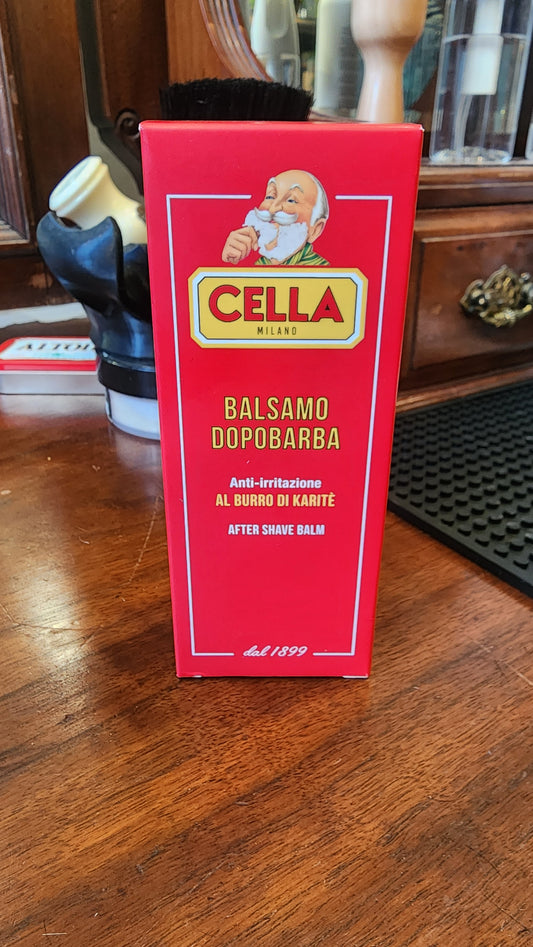 CELLA
MILANO
BALSAMO
DOPOBARBA
Anti-irritazione
AL BURRO DI KARITÈ
AFTER SHAVE BALM
dal 1899